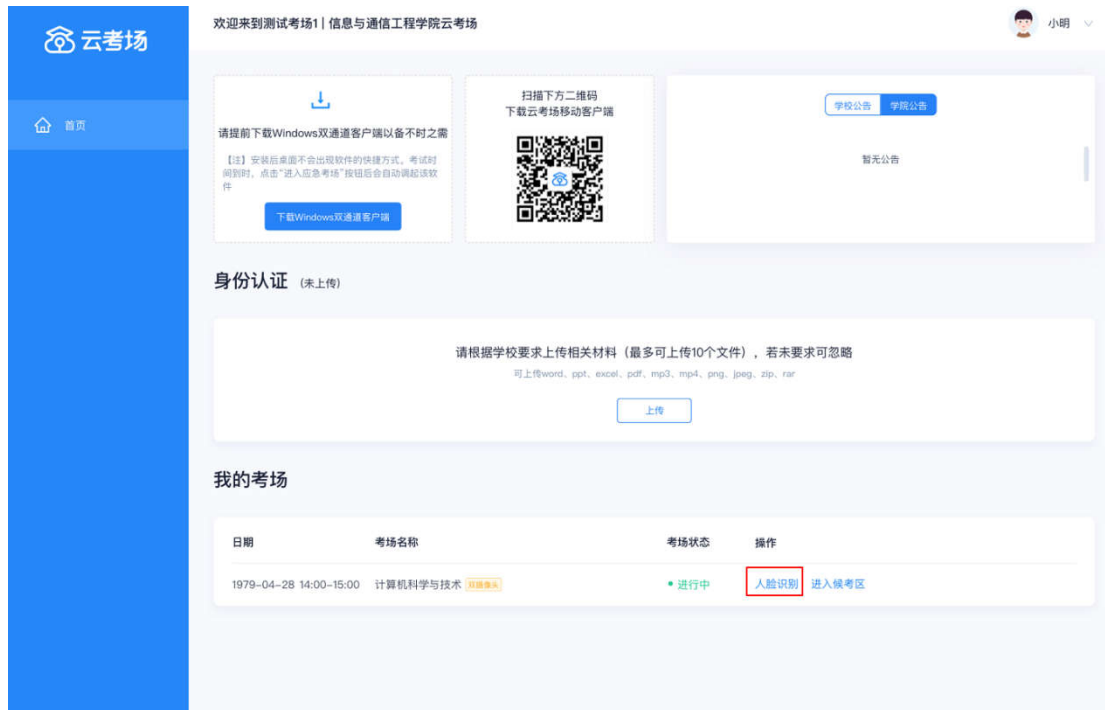 云考场
首页
欢迎来到测试考场1| 信息与通信工程学院云考场
小明
请提前下载Windows双通道客户端以备不时之需
【注】安装后桌面不会出现软件的快捷方式，考试时
间到时，点击“进入应急考场”按钮后会自动调起该软
件
下载Windows双通道客户端
扫描下方二维码
下载云考场移动客户端
学校公告 学院公告
暂无公告
身份认证 (未上传)
请根据学校要求上传相关材料（最多可上传10个文件），若未要求可忽略
可上传word、ppt、excel、pdf、mp3、mp4、png、jpeg、zip、rar
上传
我的考场
日期 考场名称 考场状态 操作
1979-04-28 14:00-15:00 计算机科学与技术 双摄像头 进行中 人脸识别 进入候考区